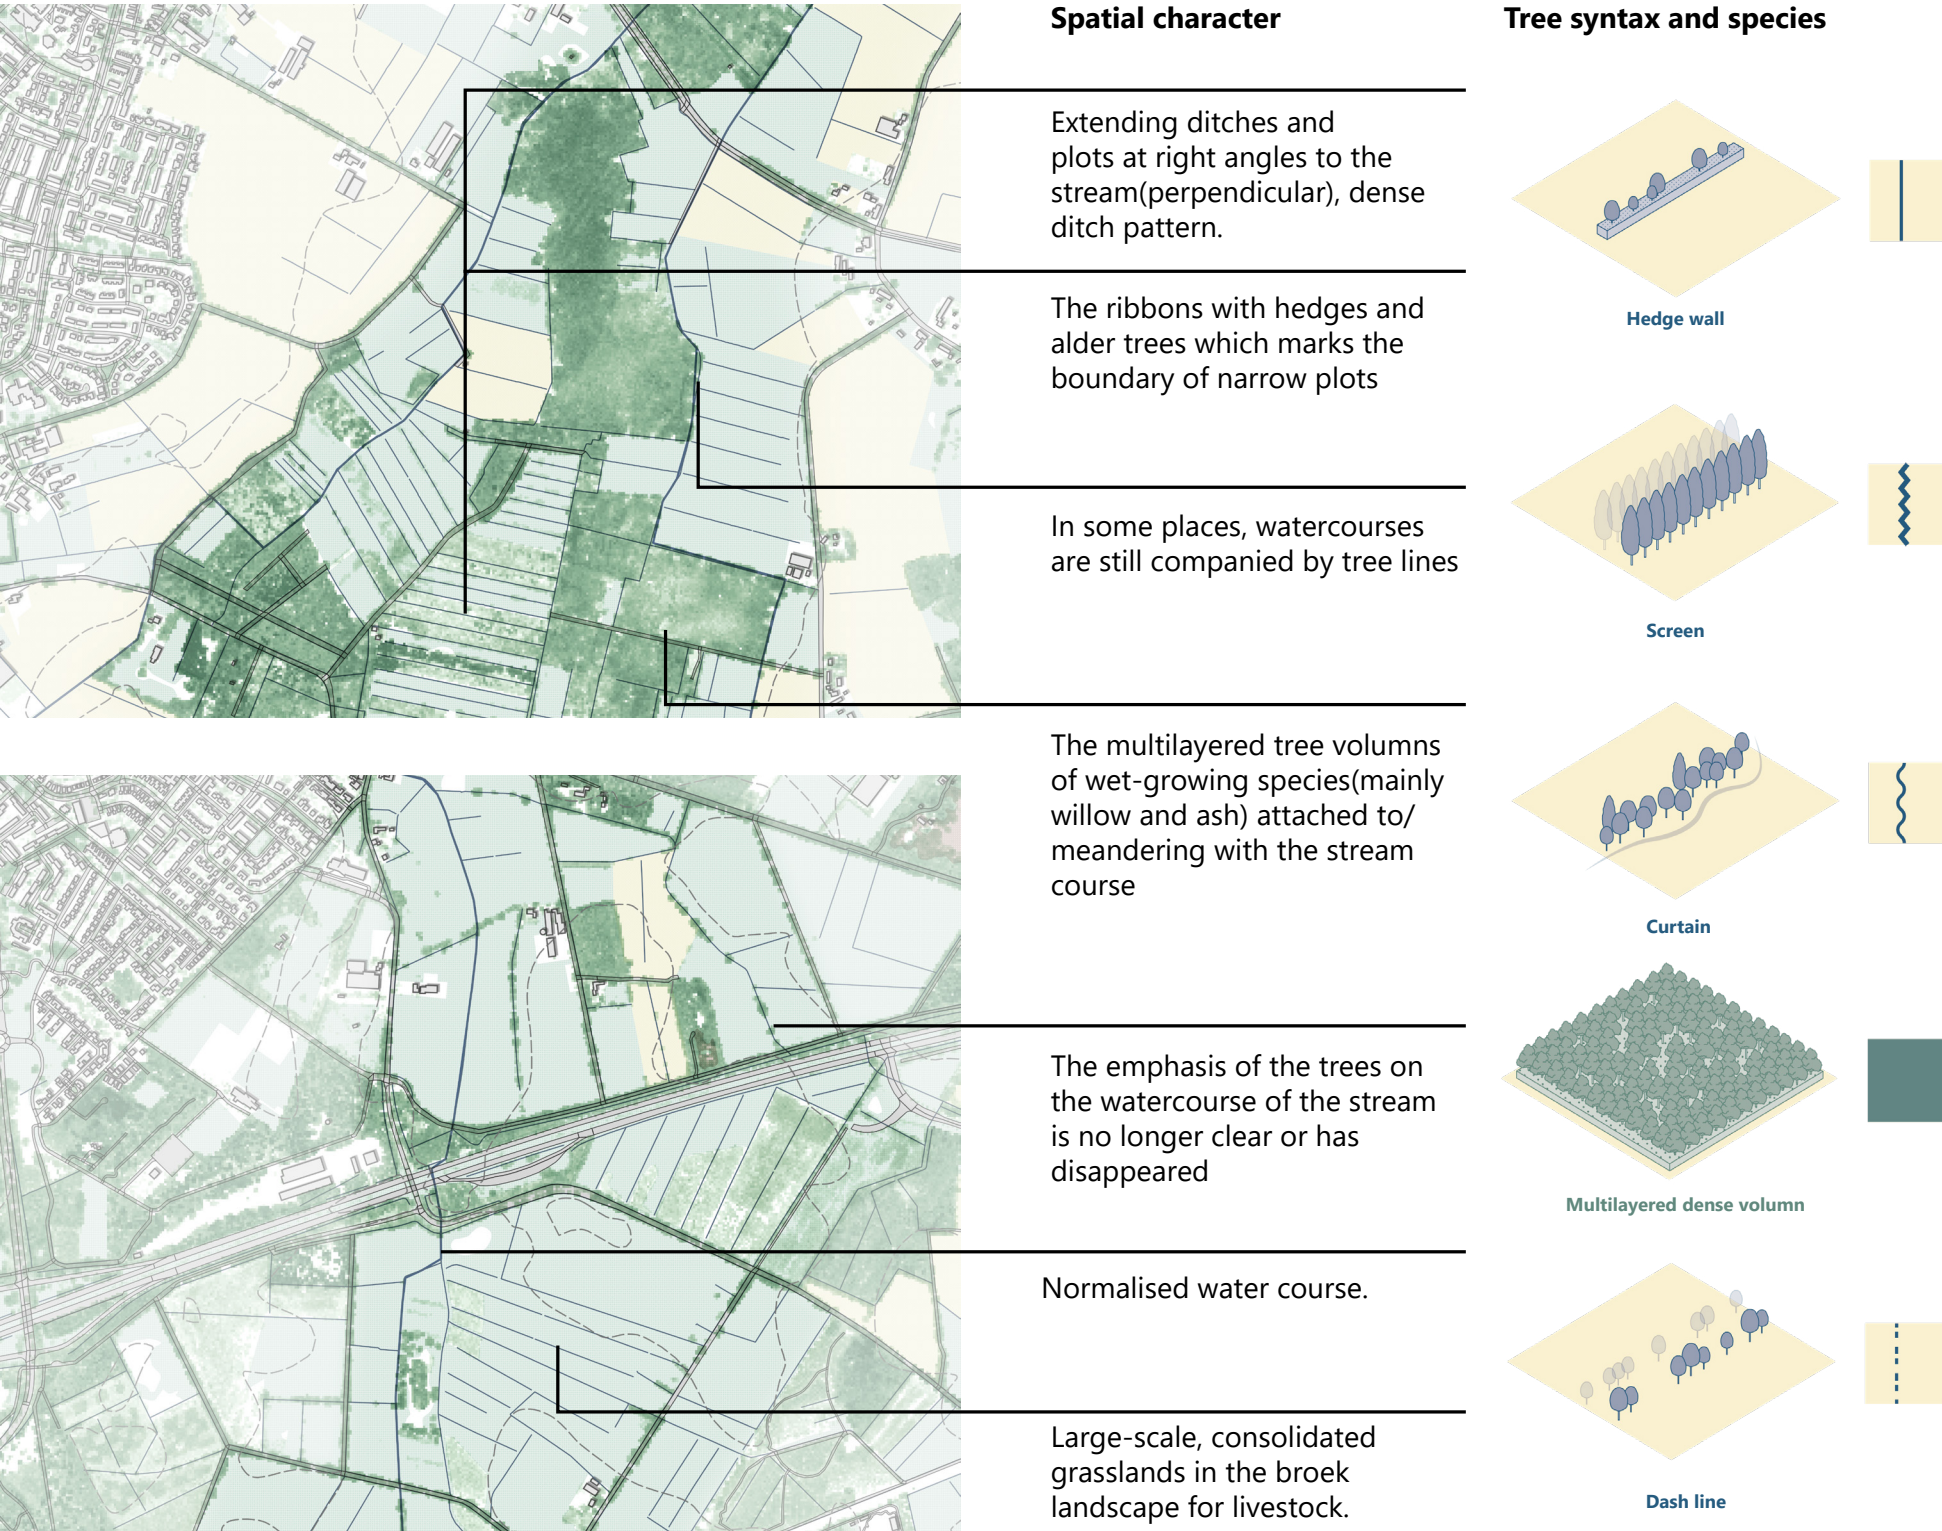 Spatial character
Tree syntax and species
Extending ditches and
plots at right angles to the
stream(perpendicular), dense
ditch pattern.
Hedge wall
The ribbons with hedges and
alder trees which marks the
boundary of narrow plots
In some places, watercourses
are still companied by tree lines
Screen
The multilayered tree volumns
of wet-growing species(mainly
willow and ash) attached to/
meandering with the stream
course
Curtain
The emphasis of the trees on
the watercourse of the stream
is no longer clear or has
disappeared
Multilayered dense volumn
Normalised water course.
Large-scale, consolidated
grasslands in the broek
landscape for livestock.
Dash line